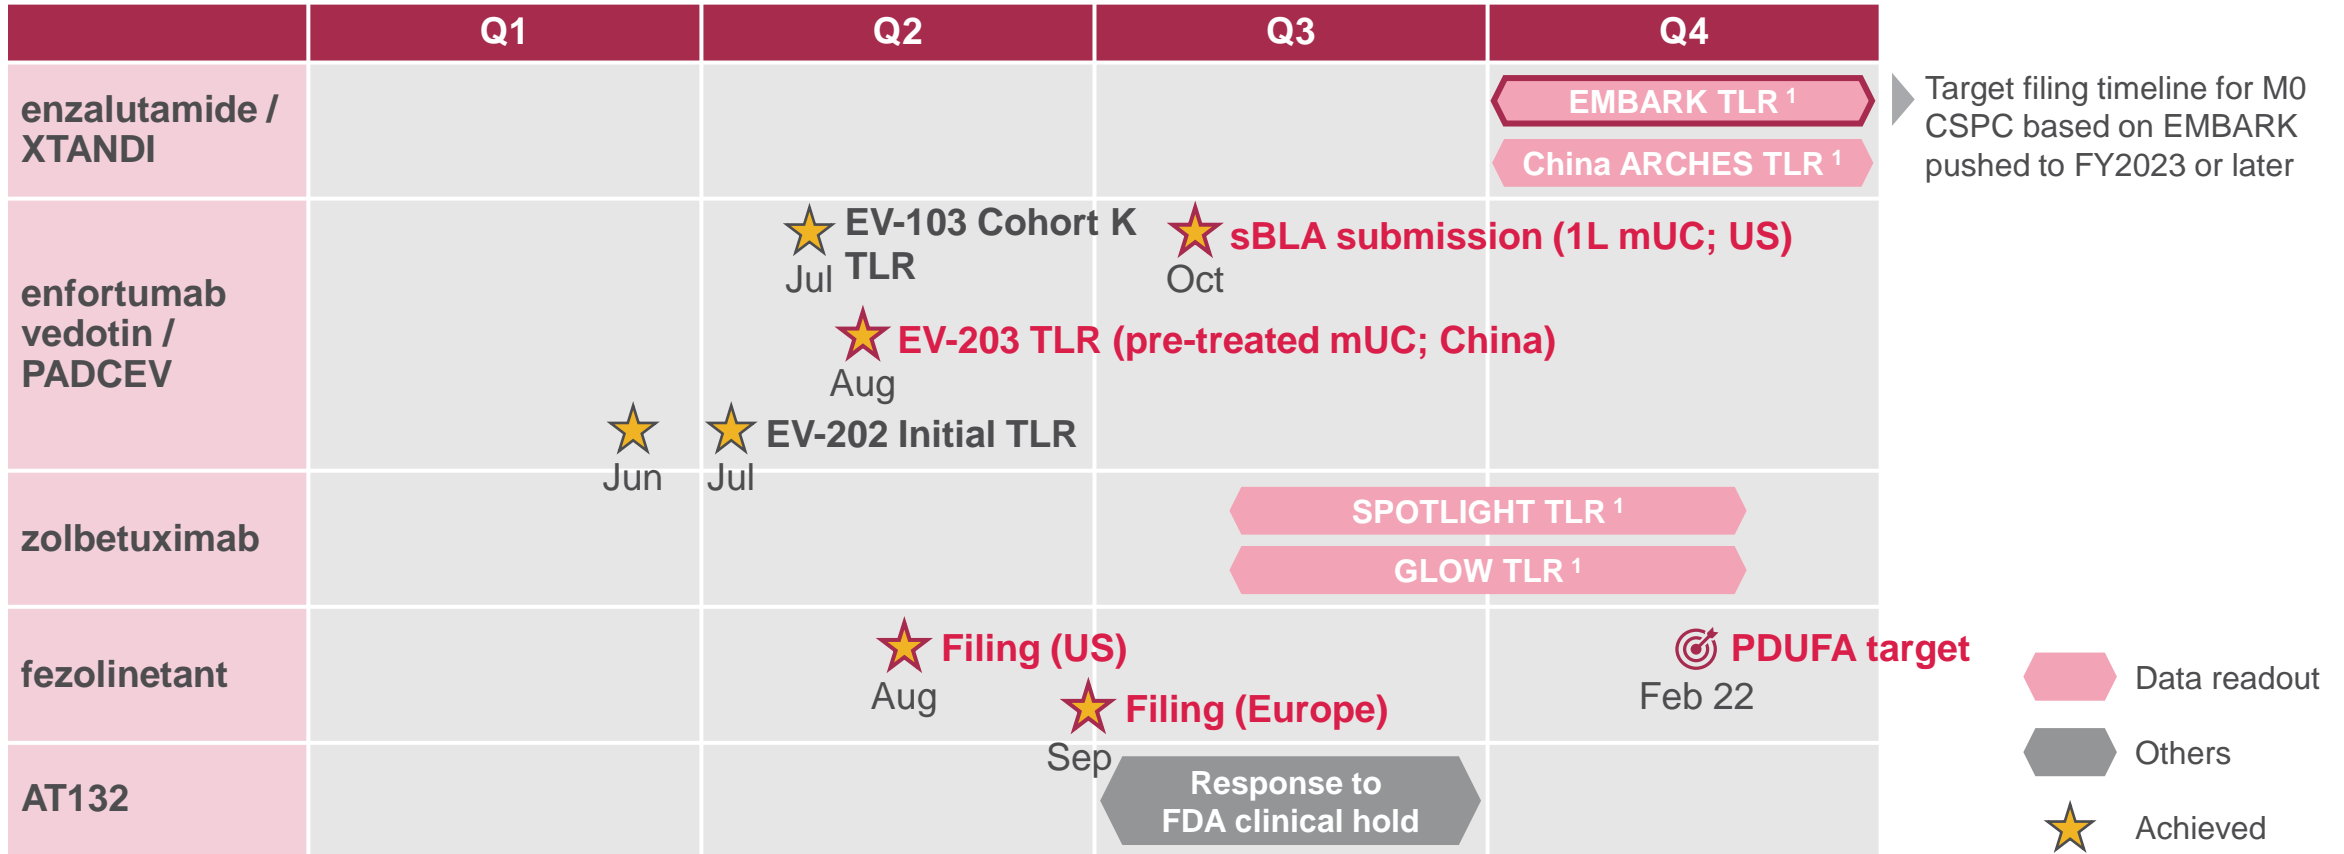 Q1 Q2 Q3 Q4
enzalutamide /
XTANDI
EMBARK TLR 1
China ARCHES TLR 1
Target filing timeline for M0
CSPC based on EMBARK
pushed to FY2023 or later
enfortumab
vedotin /
PADCEV
EV-103 Cohort K
TLR
Jul
sBLA submission (1L mUC; US)
Oct
EV-203 TLR (pre-treated mUC; China)
Aug
EV-202 Initial TLR
Jun
Jul
zolbetuximab
SPOTLIGHT TLR 1
GLOW TLR 1
fezolinetant
Filing (US)
Aug
Filing (Europe)
Sep
PDUFA target
Feb 22
AT132
Response to
FDA clinical hold
Data readout
Others
Achieved